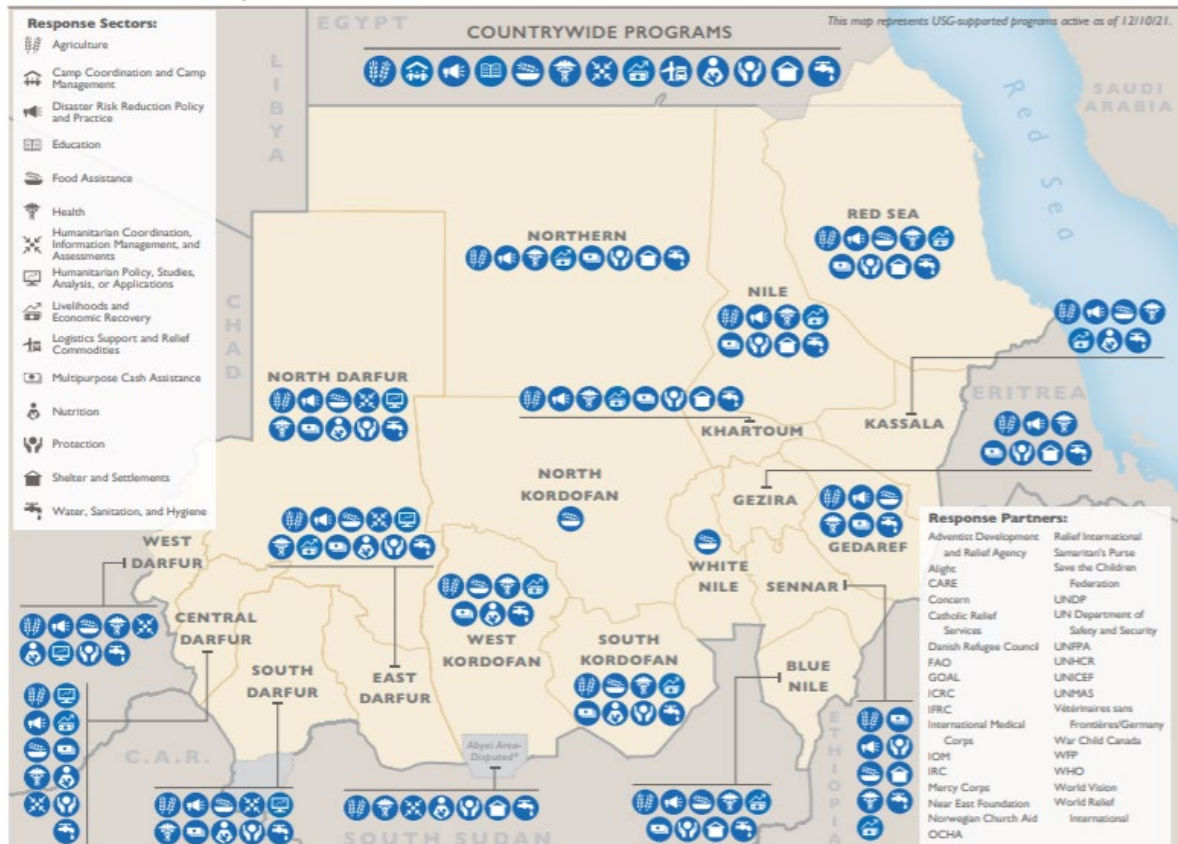 This map represents USG-supported programs active as of 12/10/21.
Response Sectors:
Agriculture
Camp Coordination and Camp
Management
Disaster Risk Reduction Policy
and Practice
Education
Food Assistance
Health
Humanitarian Coordination,
Information Management, and
Assessments
Humanitarian Policy, Studies,
Analysis, or Applications
Livelihoods and
Economic Recovery
Logistics Support and Relief
Commodities
Multipurpose Cash Assistance
Nutrition
Protection
Shelter and Settlements
Water, Sanitation, and Hygiene
EGYPT
COUNTRYWIDE PROGRAMS
LIBYA
SAUDI
ARABIA
Red Sea
RED SEA
NORTHERN
NILE
CHAD
NORTH DARFUR
ERITREA
KHARTOUM
KASSALA
NORTH
KORDOFAN
GEZIRA
GEDAREF
WEST
DARFUR
WHITE
NILE
SENNAR
CENTRAL
DARFUR
WEST
KORDOFAN
SOUTH
KORDOFAN
BLUE
NILE
SOUTH
DARFUR
EAST
DARFUR
Abyei Area-
Disputed*
C.A.R.
SOUTH SUDAN
ETHIOPIA
Response Partners:
Adventist Development
and Relief Agency
Alight
CARE
Concern
Catholic Relief
Services
Danish Refugee Council
FAO
GOAL
ICRC
IFRC
International Medical
Corps
IOM
IRC
Mercy Corps
Near East Foundation
Norwegian Church Aid
OCHA
Relief International
Samaritan's Purse
Save the Children
Federation
UNDP
UN Department of
Safety and Security
UNFPA
UNHCR
UNICEF
UNMAS
Vétérinaires sans
Frontières/Germany
War Child Canada
WFP
WHO
World Vision
World Relief
International